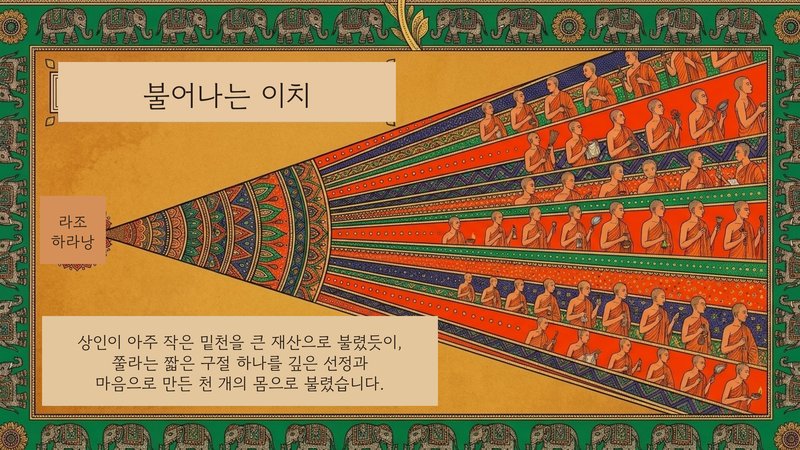 불어나는 이치
라조
하라낭
상인이 아주 작은 밑천을 큰 재산으로 불렸듯이,
쭐라는 짧은 구절 하나를 깊은 선정과
마음으로 만든 천 개의 몸으로 불렸습니다.